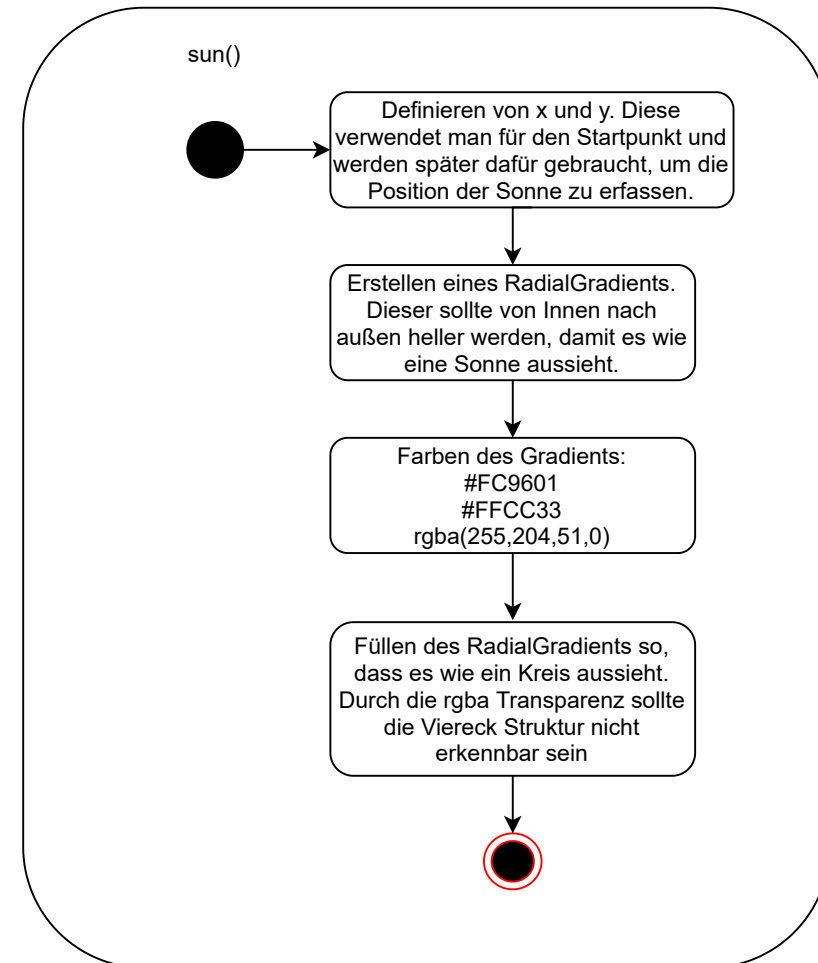 sun()
Definieren von x und y. Diese
verwendet man für den Startpunkt und
werden später dafür gebraucht, um die
Position der Sonne zu erfassen.
Erstellen eines RadialGradients.
Dieser sollte von Innen nach
außen heller werden, damit es wie
eine Sonne aussieht.
Farben des Gradients:
#FC9601
#FFCC33
rgba(255,204,51,0)
Füllen des RadialGradients so,
dass es wie ein Kreis aussieht.
Durch die rgba Transparenz sollte
die Viereck Struktur nicht
erkennbar sein